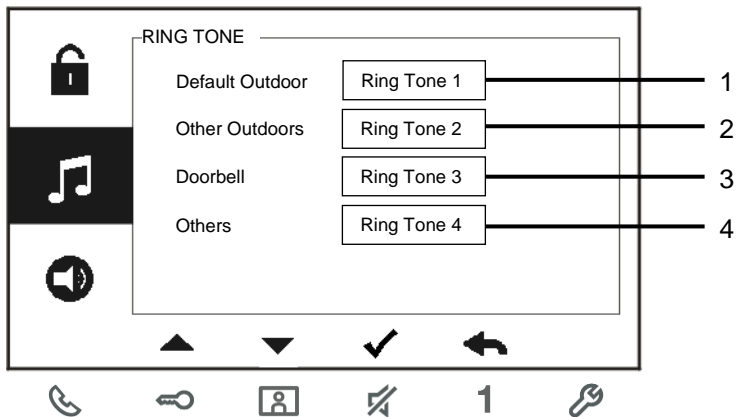 RING TONE
Default Outdoor Ring Tone 1 1
Other Outdoors Ring Tone 2 2
Doorbell Ring Tone 3 3
Others Ring Tone 4 4
1